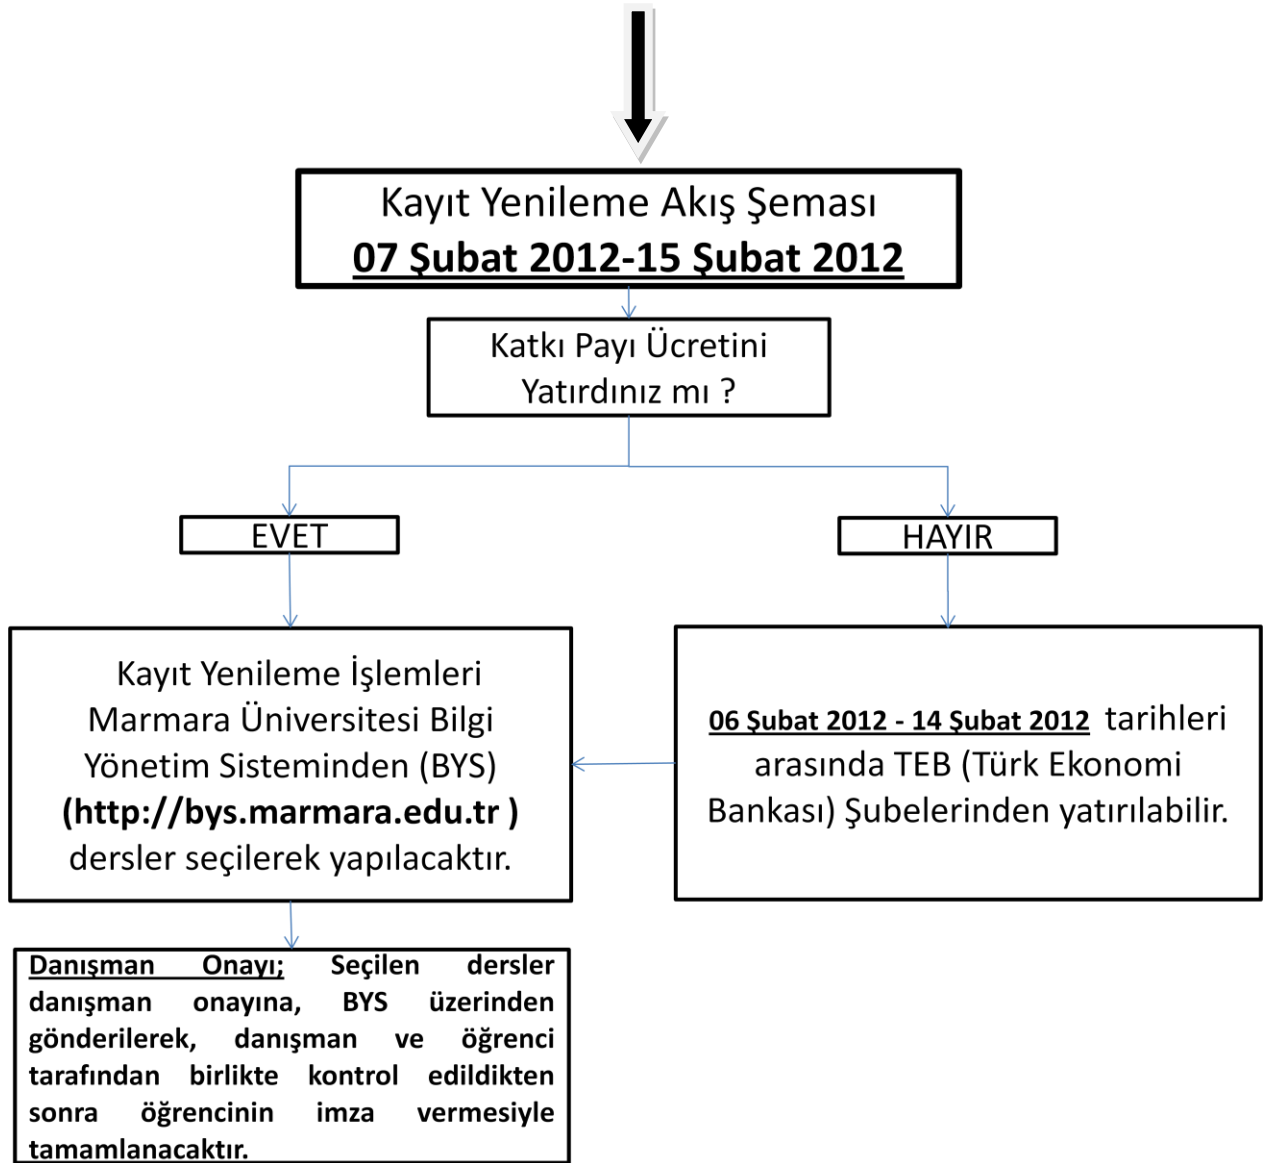 Kayıt Yenileme Akış Şeması
07 Şubat 2012-15 Şubat 2012
Katkı Payı Ücretini
Yatırdınız mı ?
EVET
HAYIR
Kayıt Yenileme İşlemleri
Marmara Üniversitesi Bilgi
Yönetim Sisteminden (BYS)
(http://bys.marmara.edu.tr )
dersler seçilerek yapılacaktır.
06 Şubat 2012 - 14 Şubat 2012 tarihleri
arasında TEB (Türk Ekonomi
Bankası) Şubelerinden yatırılabilir.
Danışman Onayı; Seçilen dersler
danışman onayına, BYS üzerinden
gönderilerek, danışman ve öğrenci
tarafından birlikte kontrol edildikten
sonra öğrencinin imza vermesiyle
tamamlanacaktır.